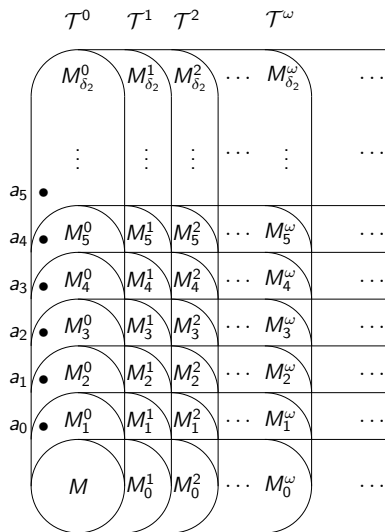 𝒯⁰ 𝒯¹ 𝒯² 𝒯^ω
M⁰_{δ₂} M¹_{δ₂} M²_{δ₂} ⋯ M^ω_{δ₂} ⋯
⋮ ⋮ ⋮ ⋯ ⋮ ⋯
a₅ • ⋯ ⋯
a₄ • M⁰₅ M¹₅ M²₅ ⋯ M^ω₅ ⋯
a₃ • M⁰₄ M¹₄ M²₄ ⋯ M^ω₄ ⋯
a₂ • M⁰₃ M¹₃ M²₃ ⋯ M^ω₃ ⋯
a₁ • M⁰₂ M¹₂ M²₂ ⋯ M^ω₂ ⋯
a₀ • M⁰₁ M¹₁ M²₁ ⋯ M^ω₁ ⋯
M M¹₀ M²₀ ⋯ M^ω₀ ⋯